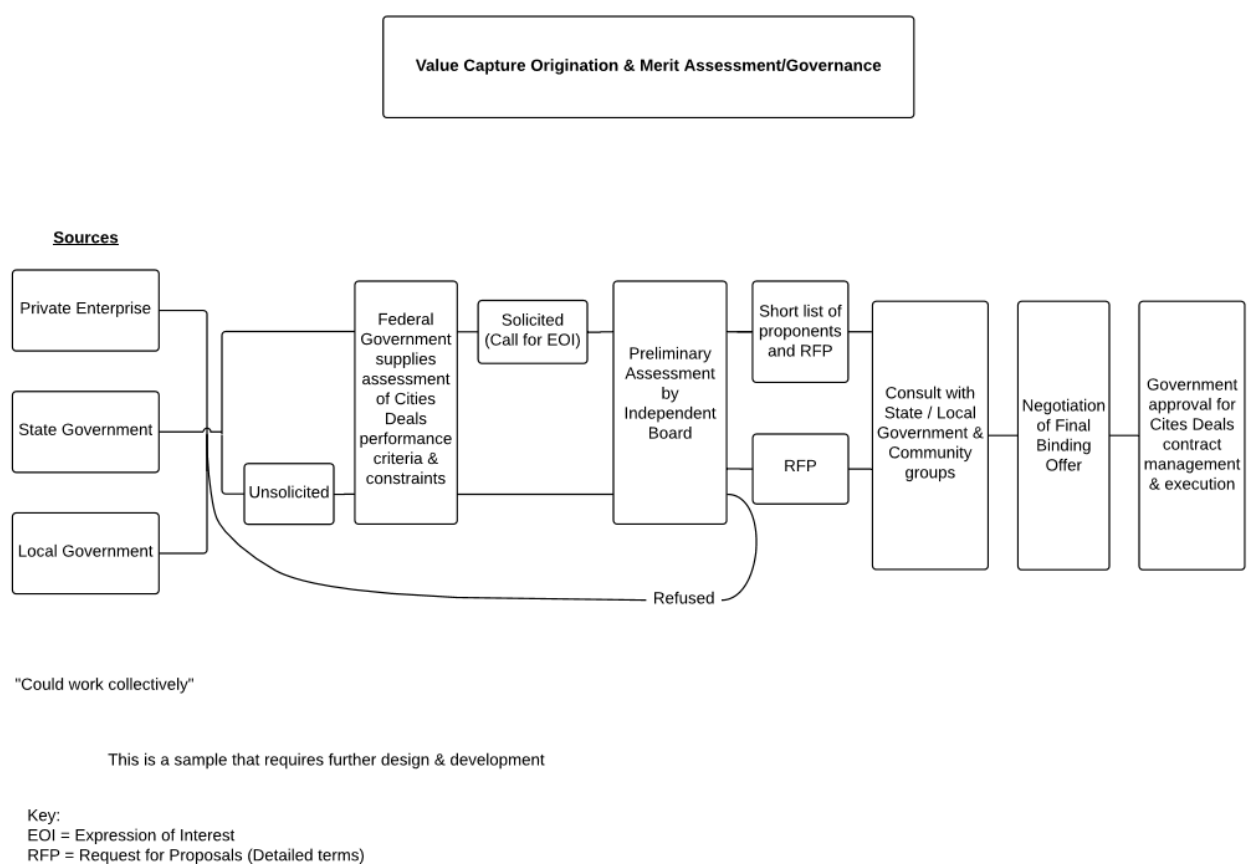 Value Capture Origination & Merit Assessment/Governance
Sources
Private Enterprise
State Government
Local Government
Unsolicited
Federal
Government
supplies
assessment
of Cities
Deals
performance
criteria &
constraints
Solicited
(Call for EOI)
Preliminary
Assessment
by
Independent
Board
Short list of
proponents
and RFP
RFP
Refused
Consult with
State / Local
Government &
Community
groups
Negotiation
of Final
Binding
Offer
Government
approval for
Cites Deals
contract
management
& execution
"Could work collectively"
This is a sample that requires further design & development
Key:
EOI = Expression of Interest
RFP = Request for Proposals (Detailed terms)